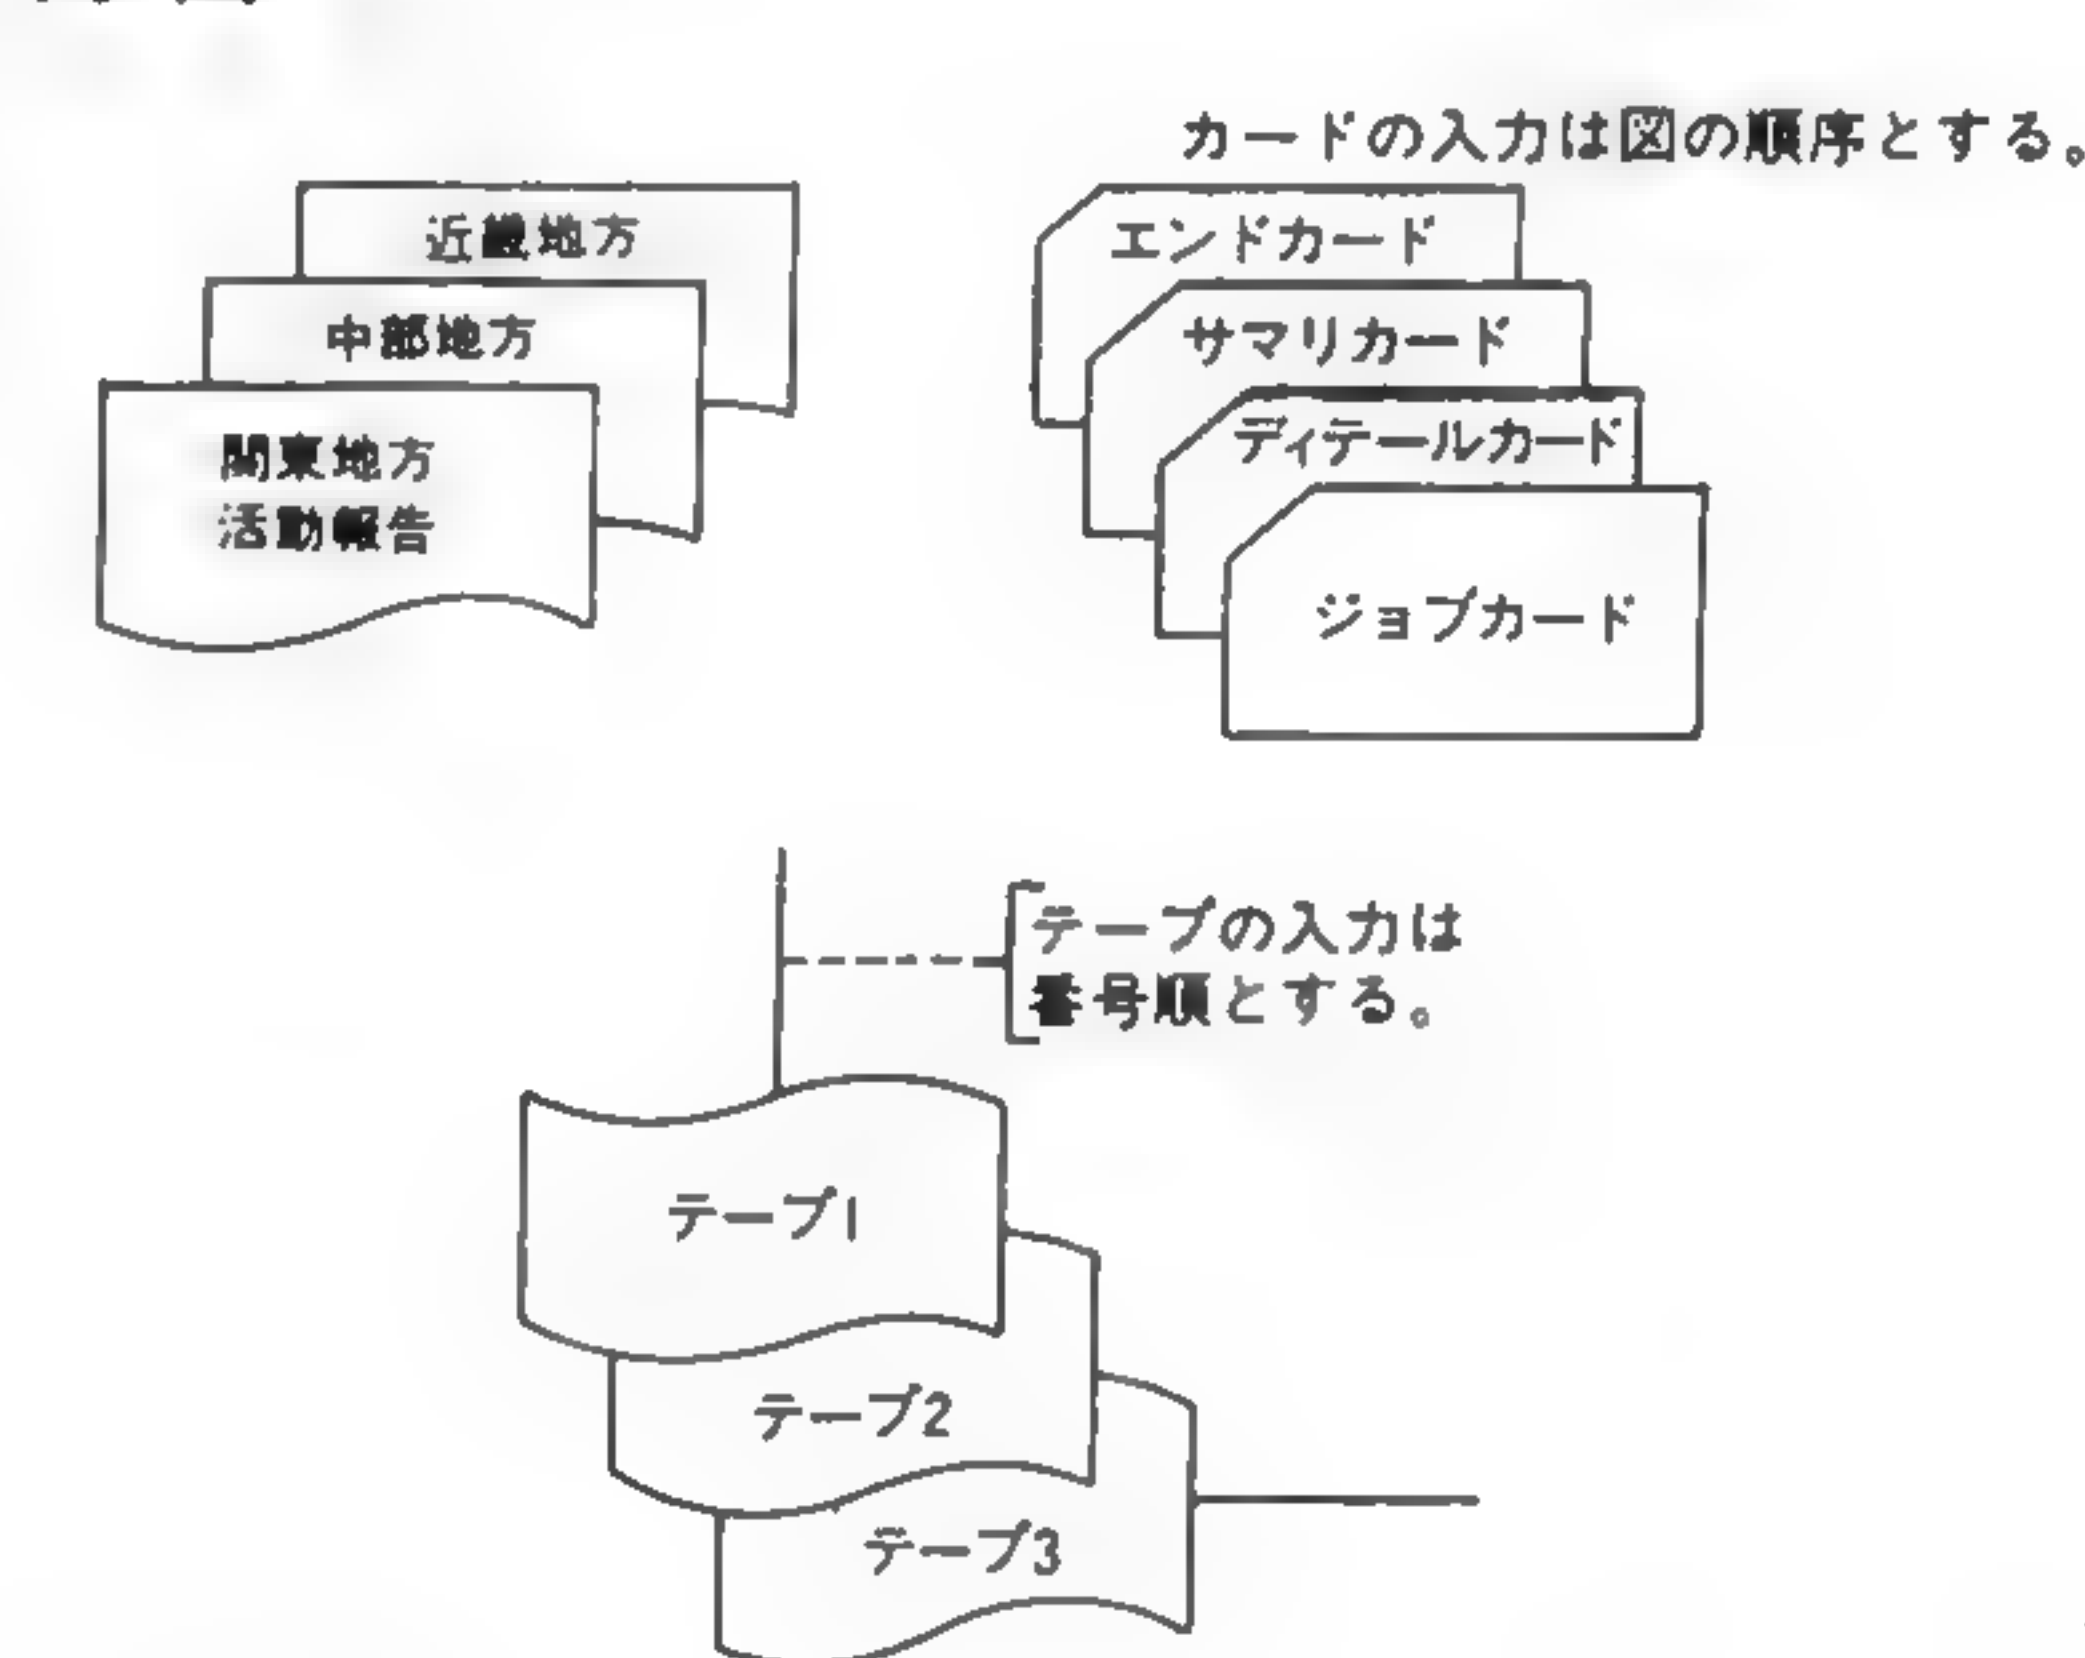 カードの入力は図の順序とする。
近畿地方
中部地方
関東地方
活動報告
エンドカード
サマリカード
ディテールカード
ジョブカード
テープの入力は
番号順とする。
テープ1
テープ2
テープ3